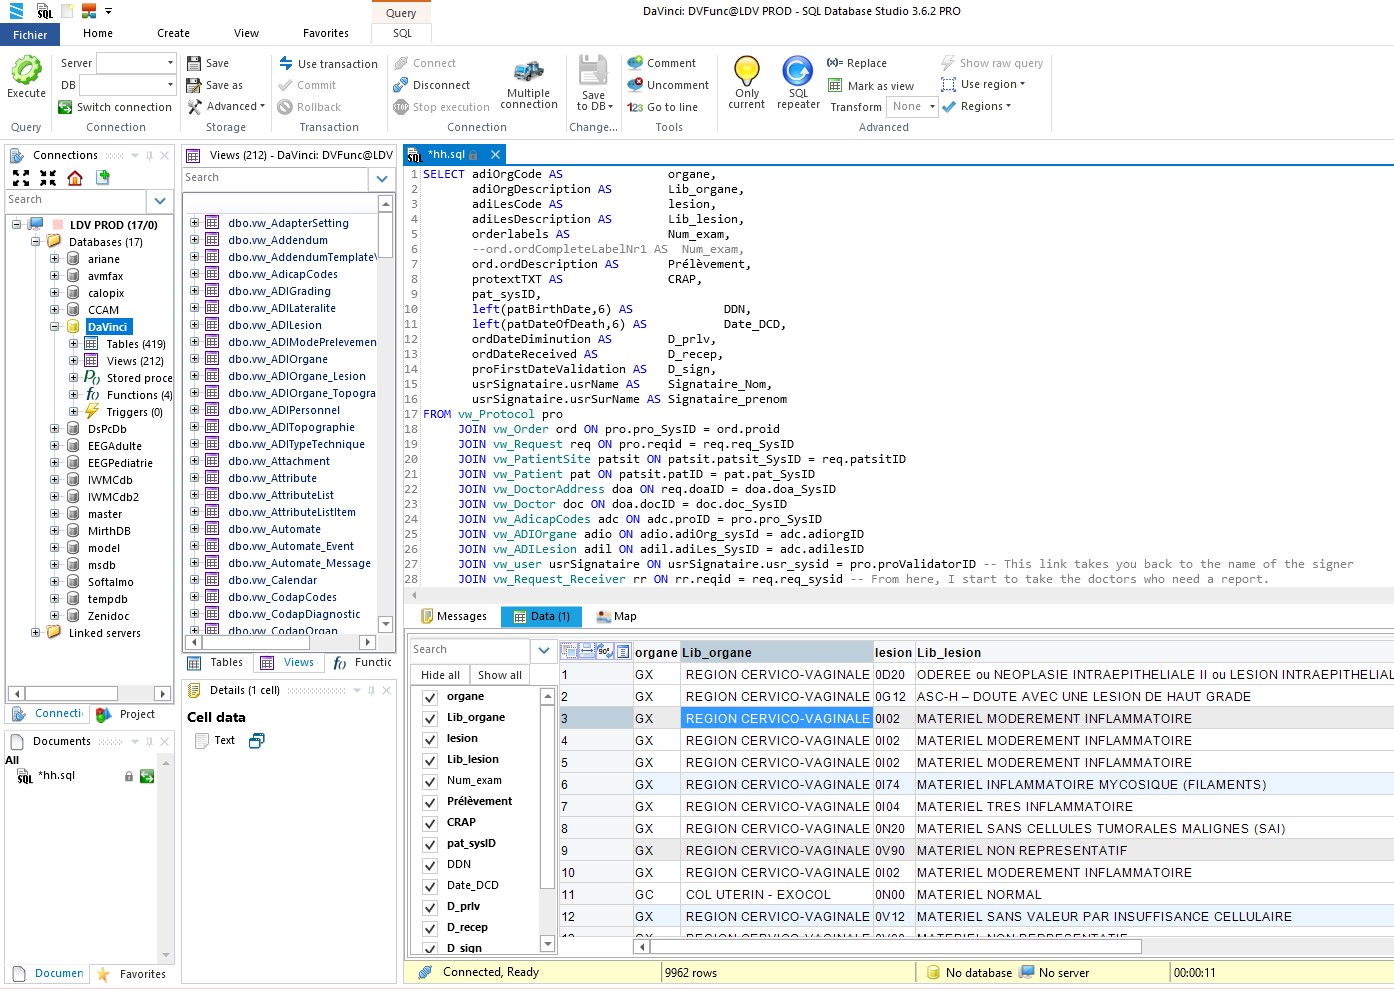 DaVinci: DVFunc@LDV PROD - SQL Database Studio 3.6.2 PRO
Query
Fichier Home Create View Favorites SQL
Execute
Server
DB
Switch connection
Save
Save as
Advanced
Use transaction
Commit
Rollback
Connect
Disconnect
Stop execution
Multiple connection
Save to DB
Comment
Uncomment
Go to line
Only current
SQL repeater
(x)= Replace
Mark as view
Transform None
Show raw query
Use region
Regions
Query Connection Storage Transaction Connection Change... Tools Advanced
Connections
Search
LDV PROD (17/0)
Databases (17)
ariane
avmfax
calopix
CCAM
DaVinci
Tables (419)
Views (212)
Stored proce
Functions (4)
Triggers (0)
DsPcDb
EEGAdulte
EEGPediatrie
IWMCdb
IWMCdb2
master
MirthDB
model
msdb
Softalmo
tempdb
Zenidoc
Linked servers
Connecti Project
Documents
All
*hh.sql
Documen Favorites
Views (212) - DaVinci: DVFunc@LDV
Search
dbo.vw_AdapterSetting
dbo.vw_Addendum
dbo.vw_AddendumTemplateV
dbo.vw_AdicapCodes
dbo.vw_ADIGrading
dbo.vw_ADILateralite
dbo.vw_ADILesion
dbo.vw_ADIModePrelevemen
dbo.vw_ADIOrgane
dbo.vw_ADIOrgane_Lesion
dbo.vw_ADIOrgane_Topogra
dbo.vw_ADIPersonnel
dbo.vw_ADITopographie
dbo.vw_ADITypeTechnique
dbo.vw_Attachment
dbo.vw_Attribute
dbo.vw_AttributeList
dbo.vw_AttributeListItem
dbo.vw_Automate
dbo.vw_Automate_Event
dbo.vw_Automate_Message
dbo.vw_Calendar
dbo.vw_CodapCodes
dbo.vw_CodapDiagnostic
dbo.vw_CodapOrgan
Tables Views Functic
Details (1 cell)
Cell data
Text
*hh.sql
1 SELECT adiOrgCode AS organe,
2 adiOrgDescription AS Lib_organe,
3 adiLesCode AS lesion,
4 adiLesDescription AS Lib_lesion,
5 orderlabels AS Num_exam,
6 --ord.ordCompleteLabelNr1 AS Num_exam,
7 ord.ordDescription AS Prélèvement,
8 protextTXT AS CRAP,
9 pat_sysID,
10 left(patBirthDate,6) AS DDN,
11 left(patDateOfDeath,6) AS Date_DCD,
12 ordDateDiminution AS D_prlv,
13 ordDateReceived AS D_recep,
14 proFirstDateValidation AS D_sign,
15 usrSignataire.usrName AS Signataire_Nom,
16 usrSignataire.usrSurName AS Signataire_prenom
17 FROM vw_Protocol pro
18 JOIN vw_Order ord ON pro.pro_SysID = ord.proid
19 JOIN vw_Request req ON pro.reqid = req.req_SysID
20 JOIN vw_PatientSite patsit ON patsit.patsit_SysID = req.patsitID
21 JOIN vw_Patient pat ON patsit.patID = pat.pat_SysID
22 JOIN vw_DoctorAddress doa ON req.doaID = doa.doa_SysID
23 JOIN vw_Doctor doc ON doa.docID = doc.doc_SysID
24 JOIN vw_AdicapCodes adc ON adc.proID = pro.pro_SysID
25 JOIN vw_ADIOrgane adio ON adio.adiOrg_sysId = adc.adiorgID
26 JOIN vw_ADILesion adil ON adil.adiLes_SysID = adc.adilesID
27 JOIN vw_user usrSignataire ON usrSignataire.usr_sysid = pro.proValidatorID -- This link takes you back to the name of the signer
28 JOIN vw_Request_Receiver rr ON rr.reqid = req.req_sysid -- From here, I start to take the doctors who need a report.
Messages Data (1) Map
Search
Hide all Show all
organe
Lib_organe
lesion
Lib_lesion
Num_exam
Prélèvement
CRAP
pat_sysID
DDN
Date_DCD
D_prlv
D_recep
D_sign
organe Lib_organe lesion Lib_lesion
1 GX REGION CERVICO-VAGINALE 0D20 ODEREE ou NEOPLASIE INTRAEPITHELIALE II ou LESION INTRAEPITHELIAL
2 GX REGION CERVICO-VAGINALE 0G12 ASC-H – DOUTE AVEC UNE LESION DE HAUT GRADE
3 GX REGION CERVICO-VAGINALE 0I02 MATERIEL MODEREMENT INFLAMMATOIRE
4 GX REGION CERVICO-VAGINALE 0I02 MATERIEL MODEREMENT INFLAMMATOIRE
5 GX REGION CERVICO-VAGINALE 0I02 MATERIEL MODEREMENT INFLAMMATOIRE
6 GX REGION CERVICO-VAGINALE 0I74 MATERIEL INFLAMMATOIRE MYCOSIQUE (FILAMENTS)
7 GX REGION CERVICO-VAGINALE 0I04 MATERIEL TRES INFLAMMATOIRE
8 GX REGION CERVICO-VAGINALE 0N20 MATERIEL SANS CELLULES TUMORALES MALIGNES (SAI)
9 GX REGION CERVICO-VAGINALE 0V90 MATERIEL NON REPRESENTATIF
10 GX REGION CERVICO-VAGINALE 0I02 MATERIEL MODEREMENT INFLAMMATOIRE
11 GC COL UTERIN - EXOCOL 0N00 MATERIEL NORMAL
12 GX REGION CERVICO-VAGINALE 0V12 MATERIEL SANS VALEUR PAR INSUFFISANCE CELLULAIRE
Connected, Ready 9962 rows No database No server 00:00:11